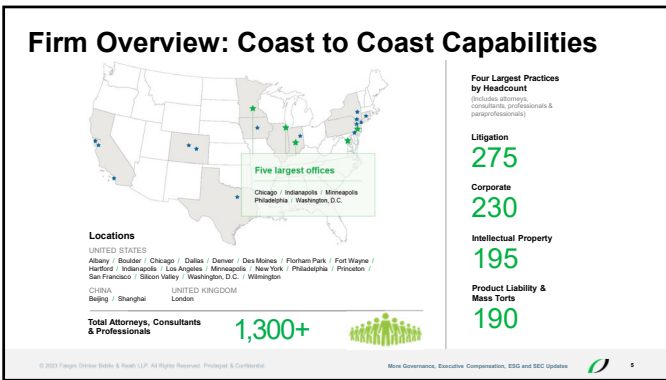 Firm Overview: Coast to Coast Capabilities
Five largest offices
Chicago / Indianapolis / Minneapolis
Philadelphia / Washington, D.C.
Locations
UNITED STATES
Albany / Boulder / Chicago / Dallas / Denver / Des Moines / Florham Park / Fort Wayne /
Hartford / Indianapolis / Los Angeles / Minneapolis / New York / Philadelphia / Princeton /
San Francisco / Silicon Valley / Washington, D.C. / Wilmington
CHINA
Beijing / Shanghai
UNITED KINGDOM
London
Total Attorneys, Consultants
& Professionals
1,300+
Four Largest Practices
by Headcount
(Includes attorneys,
consultants, professionals &
paraprofessionals)
Litigation
275
Corporate
230
Intellectual Property
195
Product Liability &
Mass Torts
190
© 2023 Faegre Drinker Biddle & Reath LLP. All Rights Reserved. Privileged & Confidential.
More Governance, Executive Compensation, ESG and SEC Updates
5